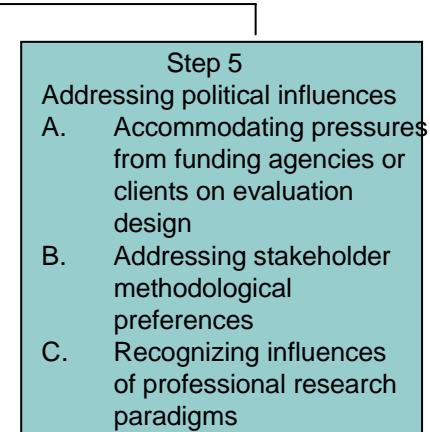 Step 5
Addressing political influences
A. Accommodating pressures
from funding agencies or
clients on evaluation
design
B. Addressing stakeholder
methodological
preferences
C. Recognizing influences
of professional research
paradigms